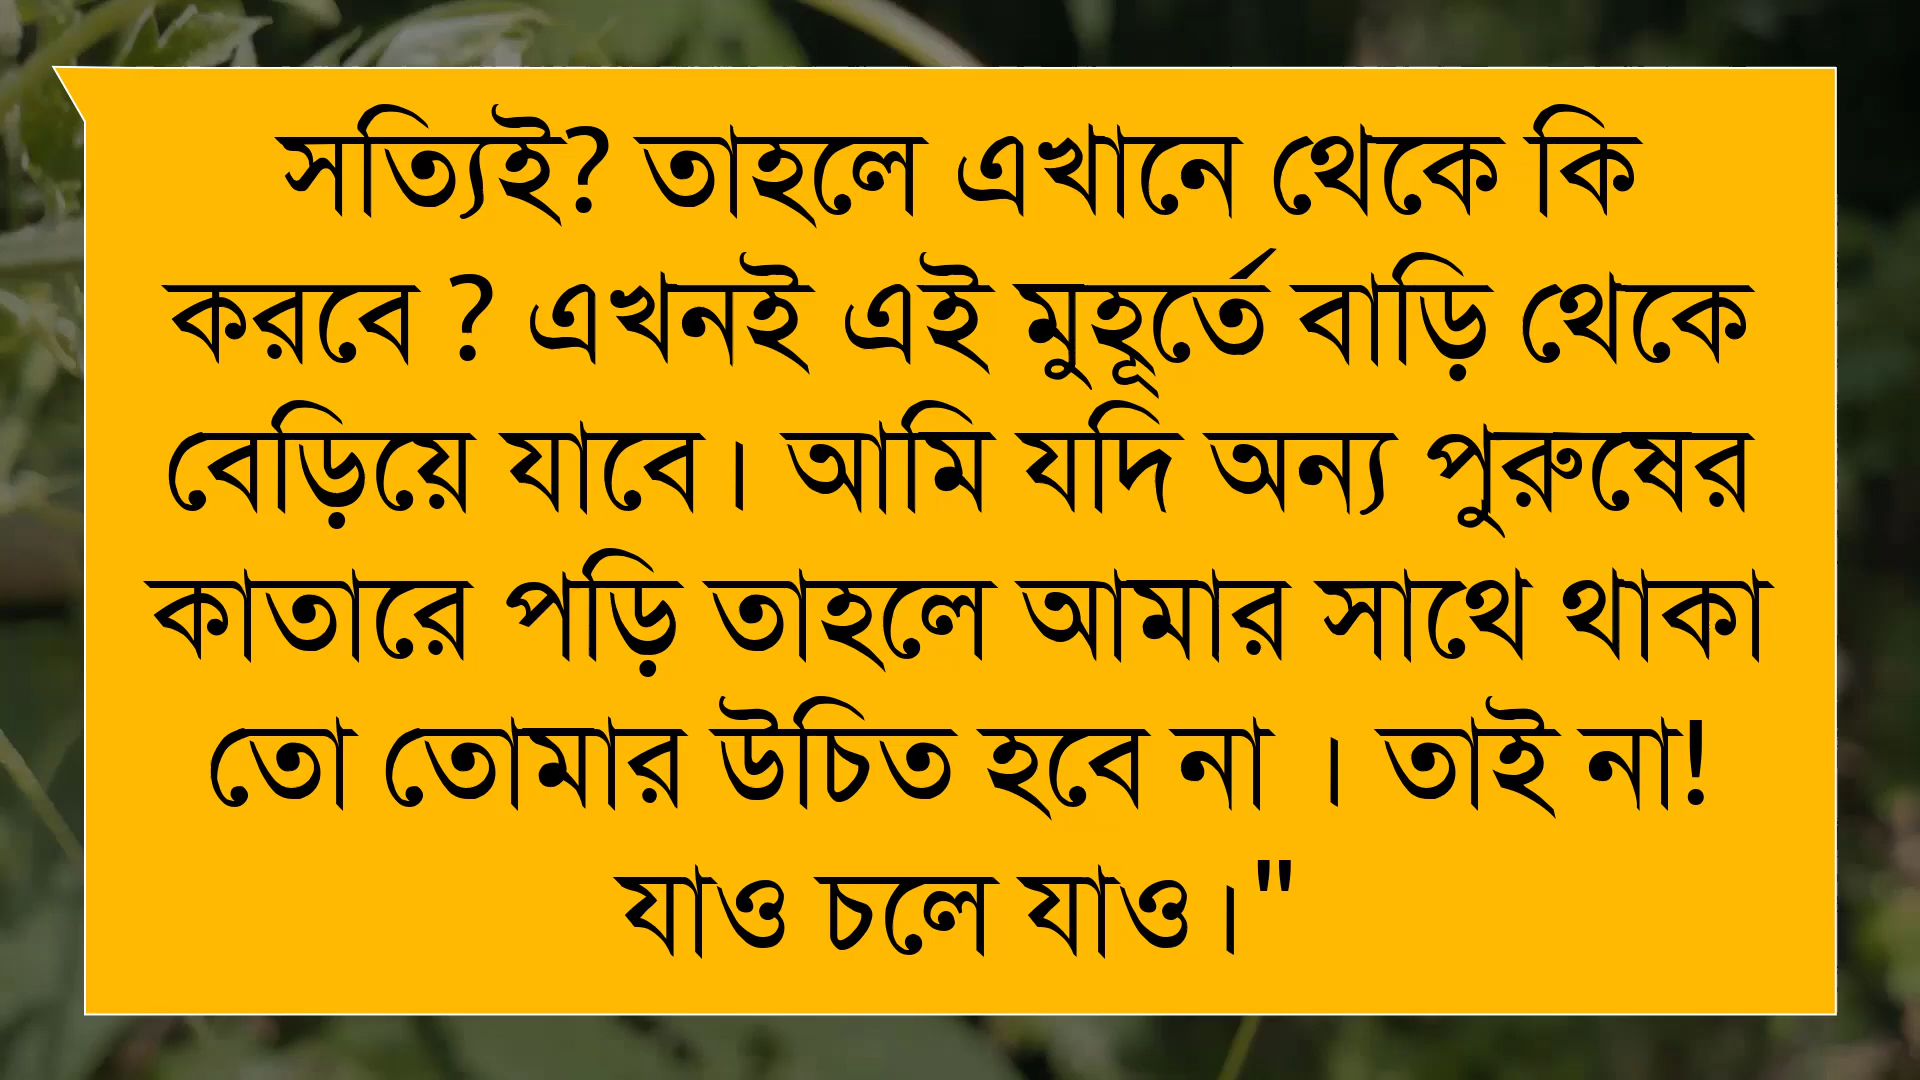 সত্যিই? তাহলে এখানে থেকে কি
করবে ? এখনই এই মুহূর্তে বাড়ি থেকে
বেড়িয়ে যাবে। আমি যদি অন্য পুরুষের
কাতারে পড়ি তাহলে আমার সাথে থাকা
তো তোমার উচিত হবে না । তাই না!
যাও চলে যাও।"